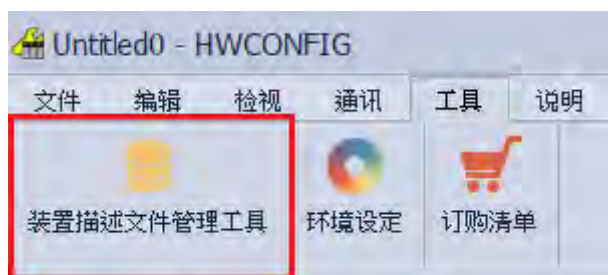 Untitled0 - HWCONFIG
文件 编辑 检视 通讯 工具 说明
装置描述文件管理工具 环境设定 订购清单